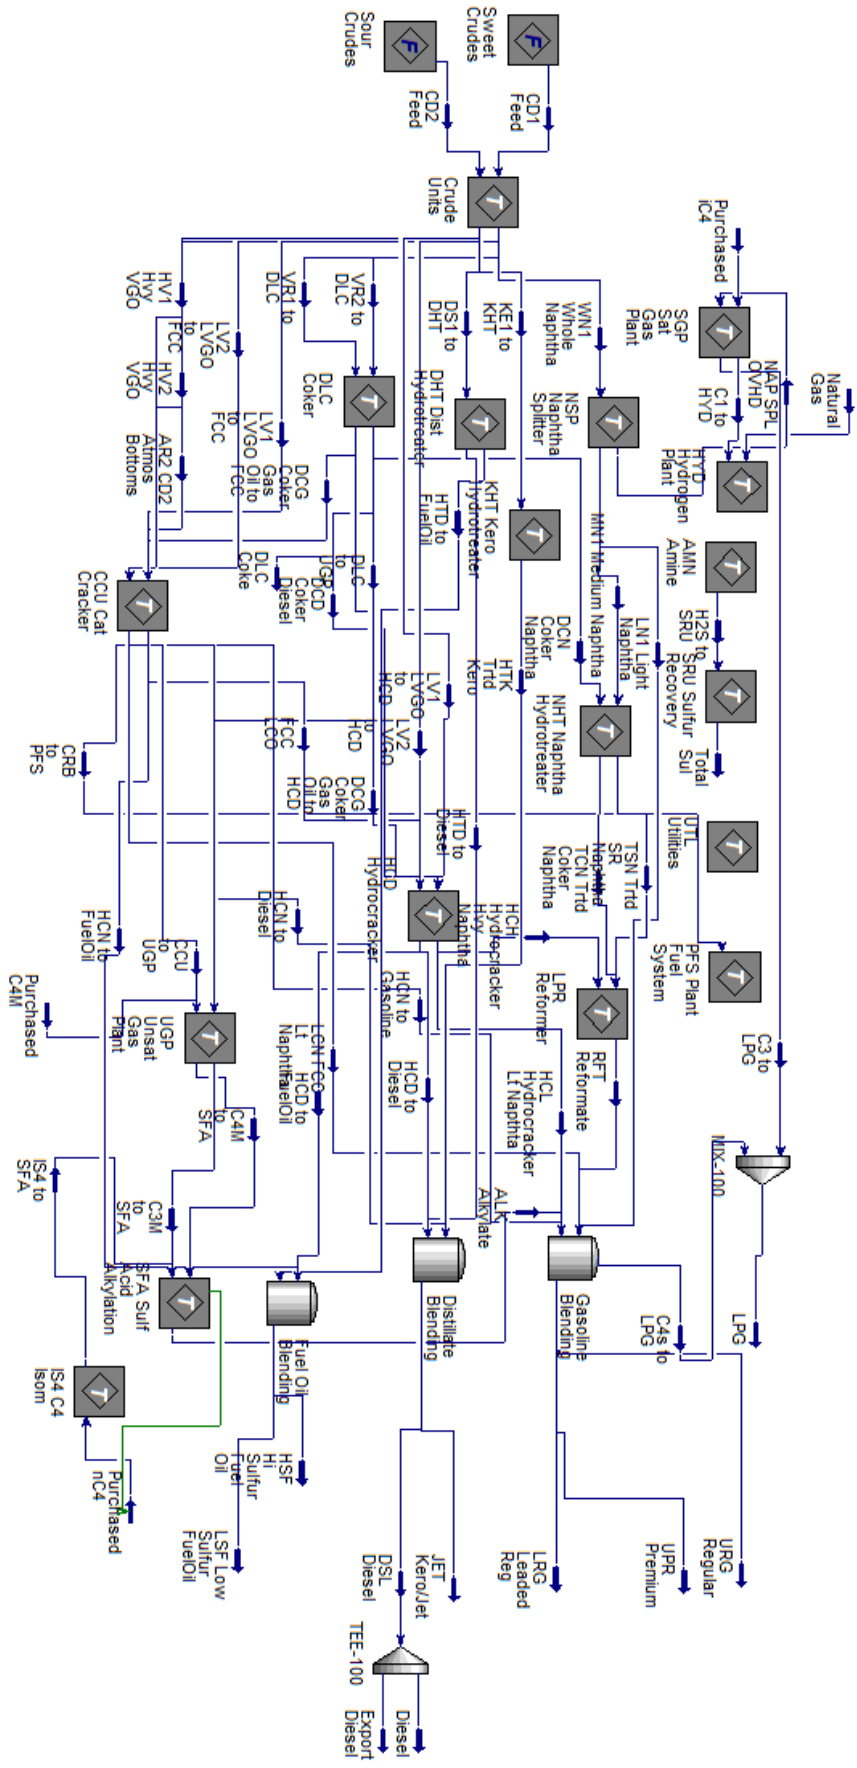 Natural
Gas
Purchased
iC4
NAP SPL
OVHD
SGP
Sat
Gas
Plant
C1 to
HYD
HYD
Hydrogen
Plant
AMN
Amine
H2S to
SRU
SRU Sulfur
Recovery
Total
Sul
UTL
Utilities
PFS Plant
Fuel
System
C3 to
LPG
MIX-100
LPG
Sweet
Crudes
CD1
Feed
Sour
Crudes
CD2
Feed
Crude
Units
WN1
Whole
Naphtha
NSP
Naphtha
Splitter
LN1 Light
Naphtha
MN1 Medium Naphtha
DCN
Coker
Naphtha
NHT Naphtha
Hydrotreater
TSN Trtd
SR
Naphtha
TCN Trtd
Coker
Naphtha
LPR
Reformer
RFT
Reformate
KE1 to
KHT
KHT Kero
Hydrotreater
HTK
Trtd
Kero
DS1 to
DHT
DHT Dist
Hydrotreater
HTD to
FuelOil
HTD to
Diesel
HCH
Hydrocracker
Hvy
Naphtha
HCL
Hydrocracker
Lt Napthta
ALK
Alkylate
Gasoline
Blending
C4s to
LPG
URG
Regular
UPR
Premium
LRG
Leaded
Reg
VR2 to
DLC
VR1 to
DLC
DLC
Coker
DLC
to
UGP
DCD
Coker
Diesel
DLC
Coke
DCG
Coker
Gas
Oil to
FCC
LV1
LVGO
to
HCD
LV2
LVGO
to
HCD
DCG
Coker
Gas
Oil to
HCD
HCD
Hydrocracker
HCN to
Gasoline
HCD to
Diesel
Distillate
Blending
JET
Kero/Jet
DSL
Diesel
TEE-100
Diesel
Export
Diesel
LV1
LVGO
to
FCC
LV2
LVGO
to
FCC
HV1
Hvy
VGO
HV2
Hvy
VGO
AR2 CD2
Atmos
Bottoms
CCU Cat
Cracker
FCC
LCO
HCN to
Diesel
LCN FCC
Lt
Naphtha
LCO
HCD to
FuelOil
CRB
to
PFS
HCN to
FuelOil
CCU
to
UGP
UGP
Unsat
Gas
Plant
Purchased
C4M
C4M
to
SFA
C3M
to
SFA
IS4 to
SFA
SFA Sulf
Acid
Alkylation
Fuel Oil
Blending
HSF
Hi
Sulfur
Fuel
Oil
LSF Low
Sulfur
FuelOil
IS4 C4
Isom
Purchased
nC4